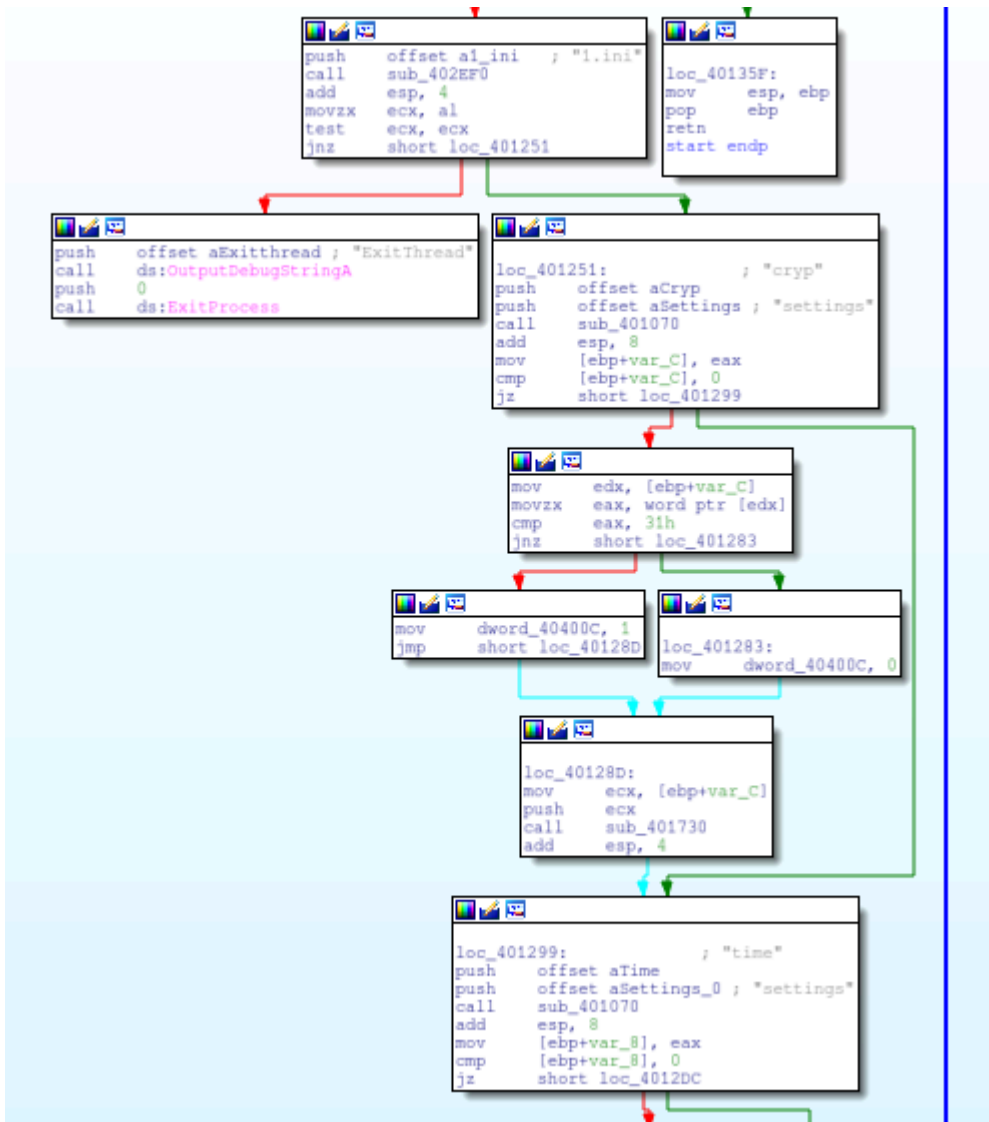 push offset a1_ini ; "1.ini"
call sub_402EF0
add esp, 4
movzx ecx, al
test ecx, ecx
jnz short loc_401251
loc_40135F:
mov esp, ebp
pop ebp
retn
start endp
push offset aExitthread ; "ExitThread"
call ds:OutputDebugStringA
push 0
call ds:ExitProcess
loc_401251: ; "cryp"
push offset aCryp
push offset aSettings ; "settings"
call sub_401070
add esp, 8
mov [ebp+var_C], eax
cmp [ebp+var_C], 0
jz short loc_401299
mov edx, [ebp+var_C]
movzx eax, word ptr [edx]
cmp eax, 31h
jnz short loc_401283
mov dword_40400C, 1
jmp short loc_40128D
loc_401283:
mov dword_40400C, 0
loc_40128D:
mov ecx, [ebp+var_C]
push ecx
call sub_401730
add esp, 4
loc_401299: ; "time"
push offset aTime
push offset aSettings_0 ; "settings"
call sub_401070
add esp, 8
mov [ebp+var_8], eax
cmp [ebp+var_8], 0
jz short loc_4012DC